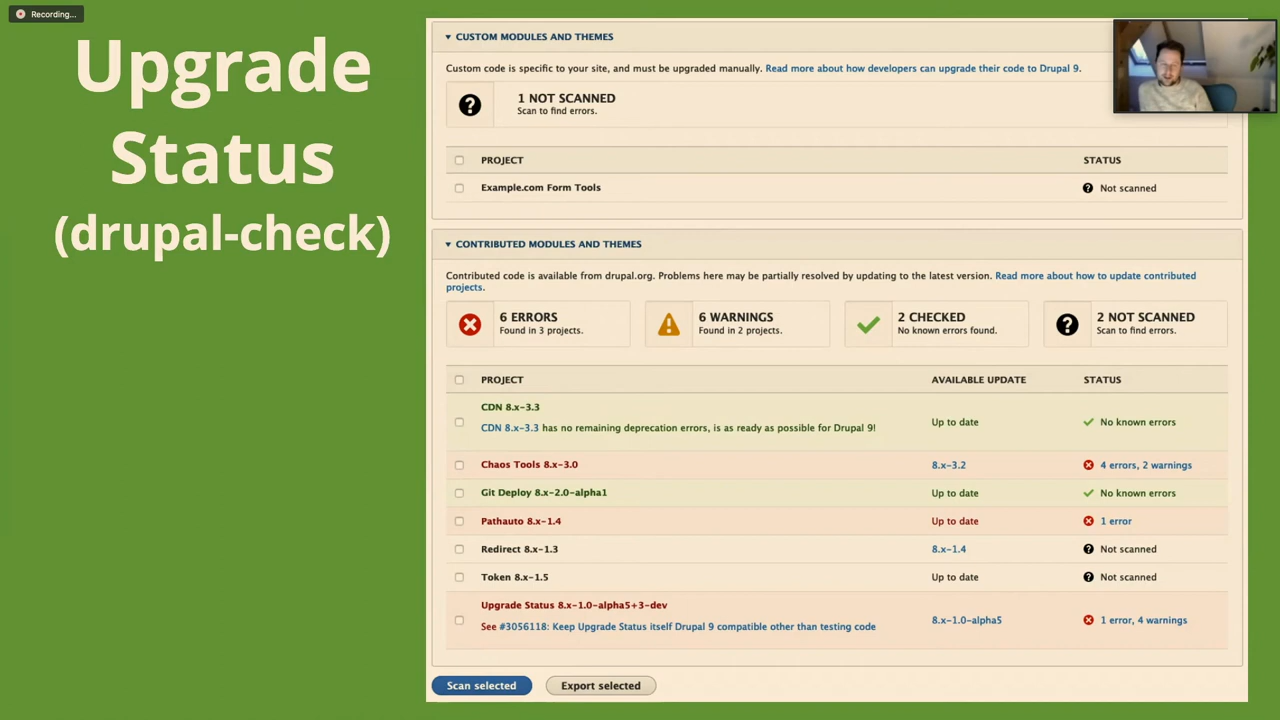 Recording...
Upgrade
Status
(drupal-check)
CUSTOM MODULES AND THEMES
Custom code is specific to your site, and must be upgraded manually. Read more about how developers can upgrade their code to Drupal 9.
1 NOT SCANNED
Scan to find errors.
PROJECT STATUS
Example.com Form Tools Not scanned
CONTRIBUTED MODULES AND THEMES
Contributed code is available from drupal.org. Problems here may be partially resolved by updating to the latest version. Read more about how to update contributed
projects.
6 ERRORS 6 WARNINGS 2 CHECKED 2 NOT SCANNED
Found in 3 projects. Found in 2 projects. No known errors found. Scan to find errors.
PROJECT AVAILABLE UPDATE STATUS
CDN 8.x-3.3
CDN 8.x-3.3 has no remaining deprecation errors, is as ready as possible for Drupal 9! Up to date No known errors
Chaos Tools 8.x-3.0 8.x-3.2 4 errors, 2 warnings
Git Deploy 8.x-2.0-alpha1 Up to date No known errors
Pathauto 8.x-1.4 Up to date 1 error
Redirect 8.x-1.3 8.x-1.4 Not scanned
Token 8.x-1.5 Up to date Not scanned
Upgrade Status 8.x-1.0-alpha5+3-dev
See #3056118: Keep Upgrade Status itself Drupal 9 compatible other than testing code 8.x-1.0-alpha5 1 error, 4 warnings
Scan selected Export selected